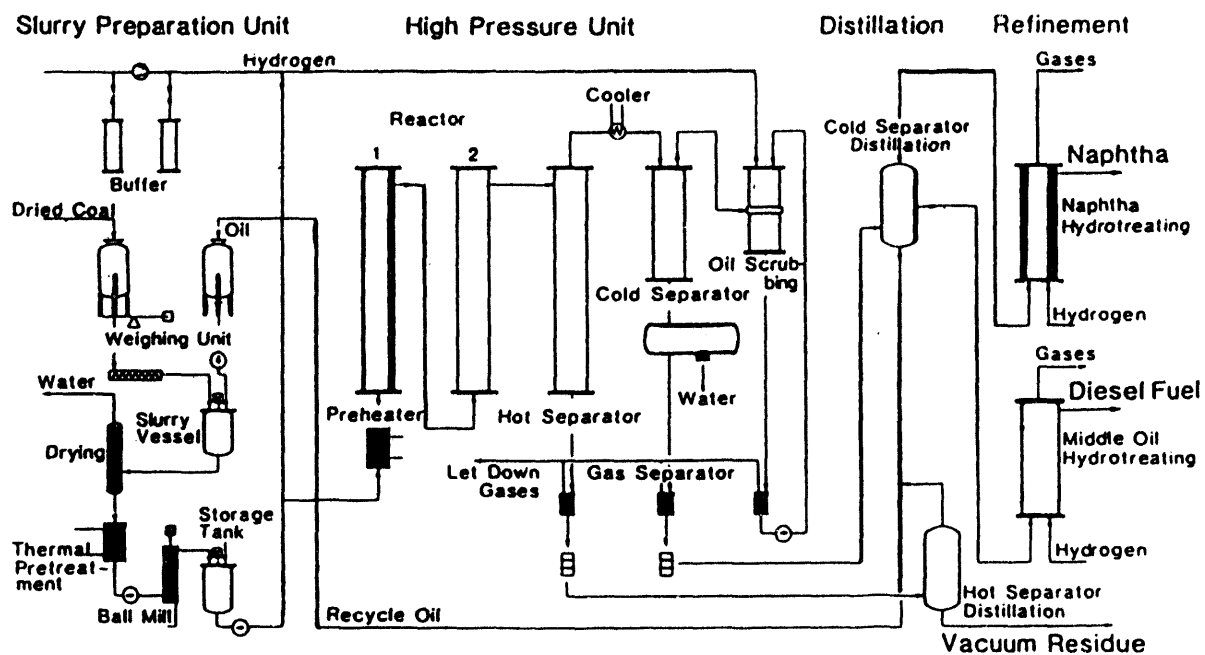 Slurry Preparation Unit
High Pressure Unit
Distillation
Refinement
Hydrogen
Gases
Cooler
Reactor
Cold Separator
Distillation
1
2
Naphtha
Buffer
Naphtha
Hydrotreating
Dried Coal
Oil
Oil Scrub-
bing
Cold Separator
Hydrogen
Weighing Unit
Gases
Water
Diesel Fuel
Water
Preheater
Hot Separator
Slurry
Vessel
Middle Oil
Hydrotreating
Drying
Let Down
Gases
Gas Separator
Storage
Tank
Thermal
Pretreat-
ment
Hydrogen
Ball Mill
Recycle Oil
Hot Separator
Distillation
Vacuum Residue